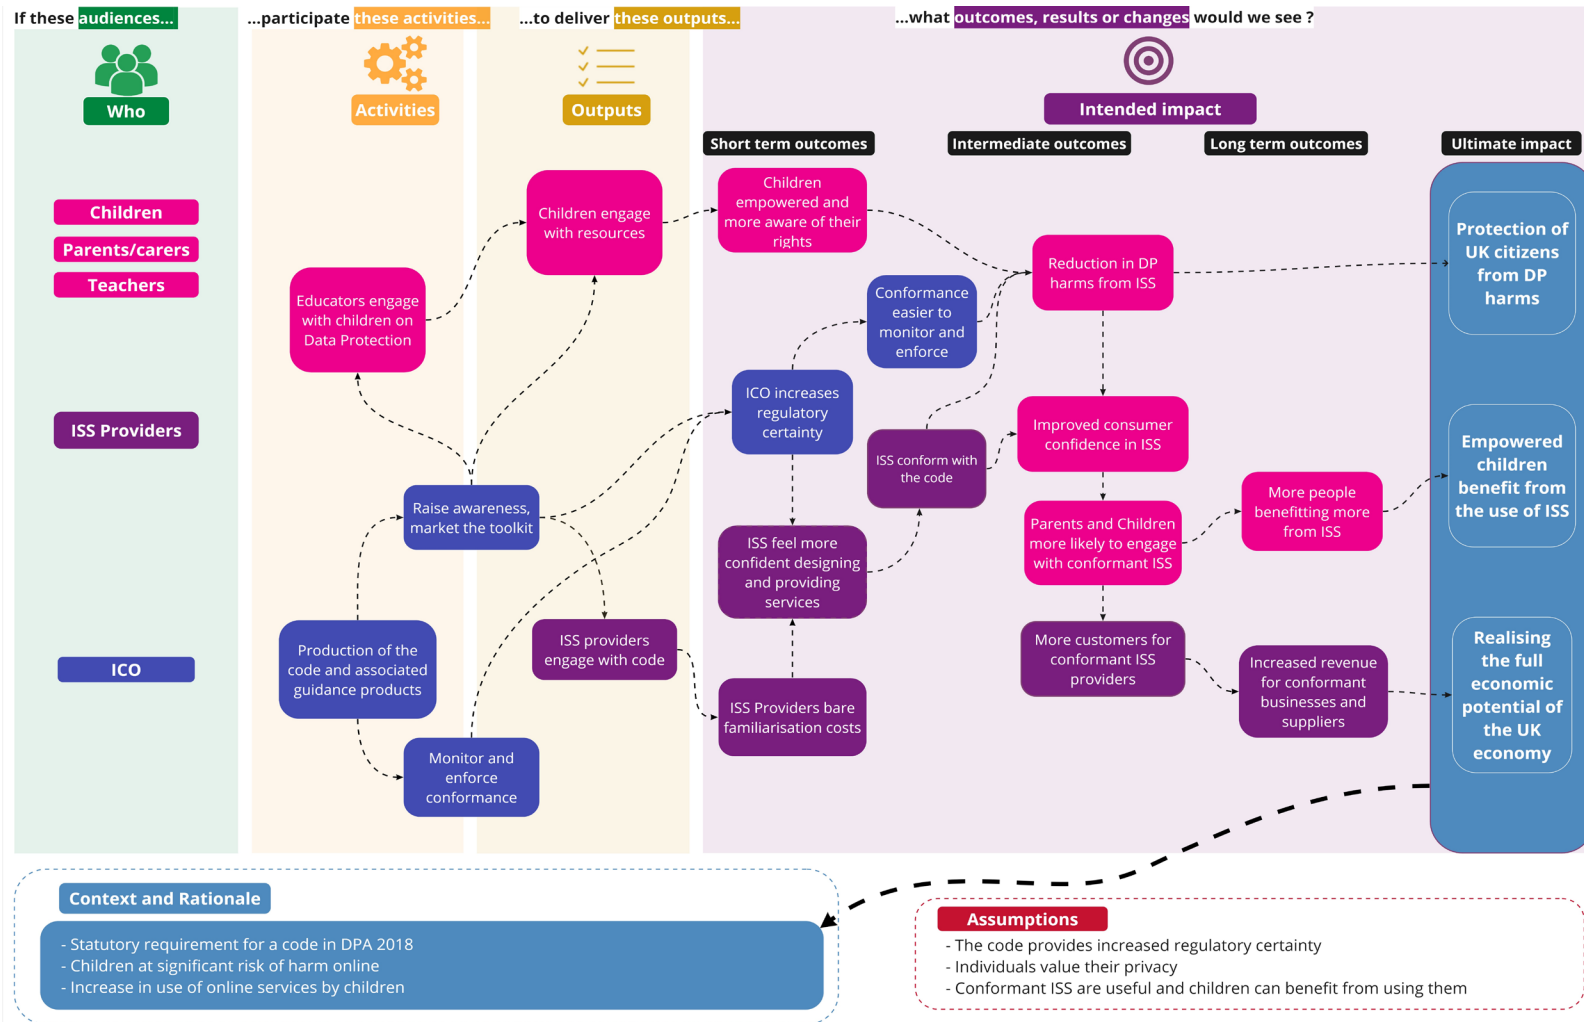 If these audiences...
...participate these activities...
...to deliver these outputs...
...what outcomes, results or changes would we see ?
Who
Activities
Outputs
Intended impact
Short term outcomes
Intermediate outcomes
Long term outcomes
Ultimate impact
Children
Parents/carers
Teachers
ISS Providers
ICO
Educators engage
with children on
Data Protection
Raise awareness,
market the toolkit
Production of the
code and associated
guidance products
Monitor and
enforce
conformance
Children engage
with resources
ISS providers
engage with code
Children
empowered and
more aware of their
rights
Conformance
easier to
monitor and
enforce
ICO increases
regulatory
certainty
ISS conform with
the code
ISS feel more
confident designing
and providing
services
ISS Providers bare
familiarisation costs
Reduction in DP
harms from ISS
Improved consumer
confidence in ISS
Parents and Children
more likely to engage
with conformant ISS
More customers for
conformant ISS
providers
More people
benefitting more
from ISS
Increased revenue
for conformant
businesses and
suppliers
Protection of
UK citizens
from DP
harms
Empowered
children
benefit from
the use of ISS
Realising
the full
economic
potential of
the UK
economy
Context and Rationale
- Statutory requirement for a code in DPA 2018
- Children at significant risk of harm online
- Increase in use of online services by children
Assumptions
- The code provides increased regulatory certainty
- Individuals value their privacy
- Conformant ISS are useful and children can benefit from using them